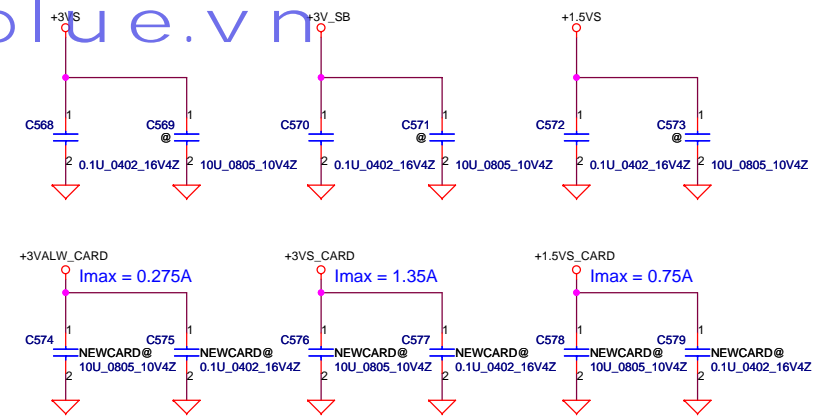 blue.vn
+3VS
+3V_SB
+1.5VS
C568
1
2
0.1U_0402_16V4Z
C569
@
1
2
10U_0805_10V4Z
C570
1
2
0.1U_0402_16V4Z
C571
@
1
2
10U_0805_10V4Z
C572
1
2
0.1U_0402_16V4Z
C573
@
1
2
10U_0805_10V4Z
+3VALW_CARD
Imax = 0.275A
+3VS_CARD
Imax = 1.35A
+1.5VS_CARD
Imax = 0.75A
C574
1
2
NEWCARD@
10U_0805_10V4Z
C575
1
2
NEWCARD@
0.1U_0402_16V4Z
C576
1
2
NEWCARD@
10U_0805_10V4Z
C577
1
2
NEWCARD@
0.1U_0402_16V4Z
C578
1
2
NEWCARD@
10U_0805_10V4Z
C579
1
2
NEWCARD@
0.1U_0402_16V4Z